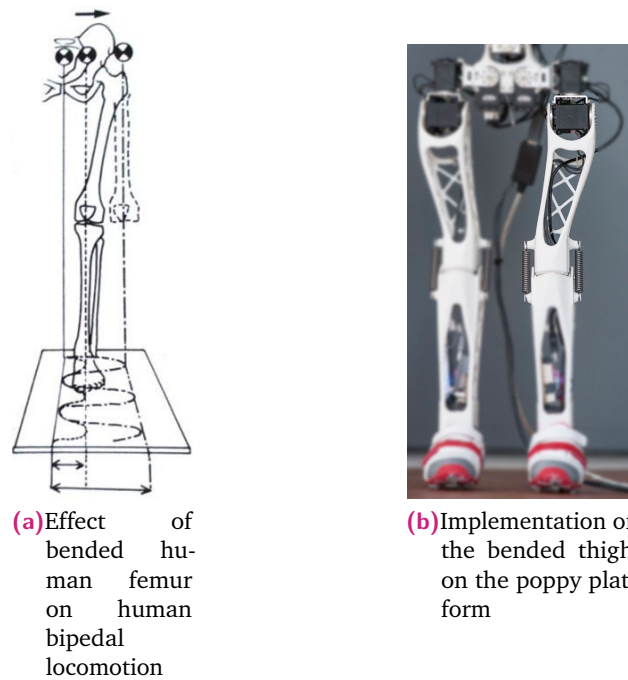 (a)Effect of
bended hu-
man femur
on human
bipedal
locomotion
(b)Implementation of
the bended thigh
on the poppy plat
form